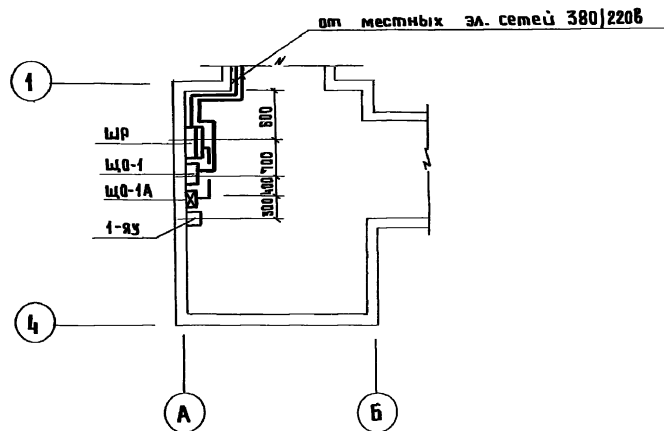 от местных эл. сетей 380/220в
1
600
ШР
700
ЩО-1
400
ЩО-1А
300
1-ЯУ
4
А
Б